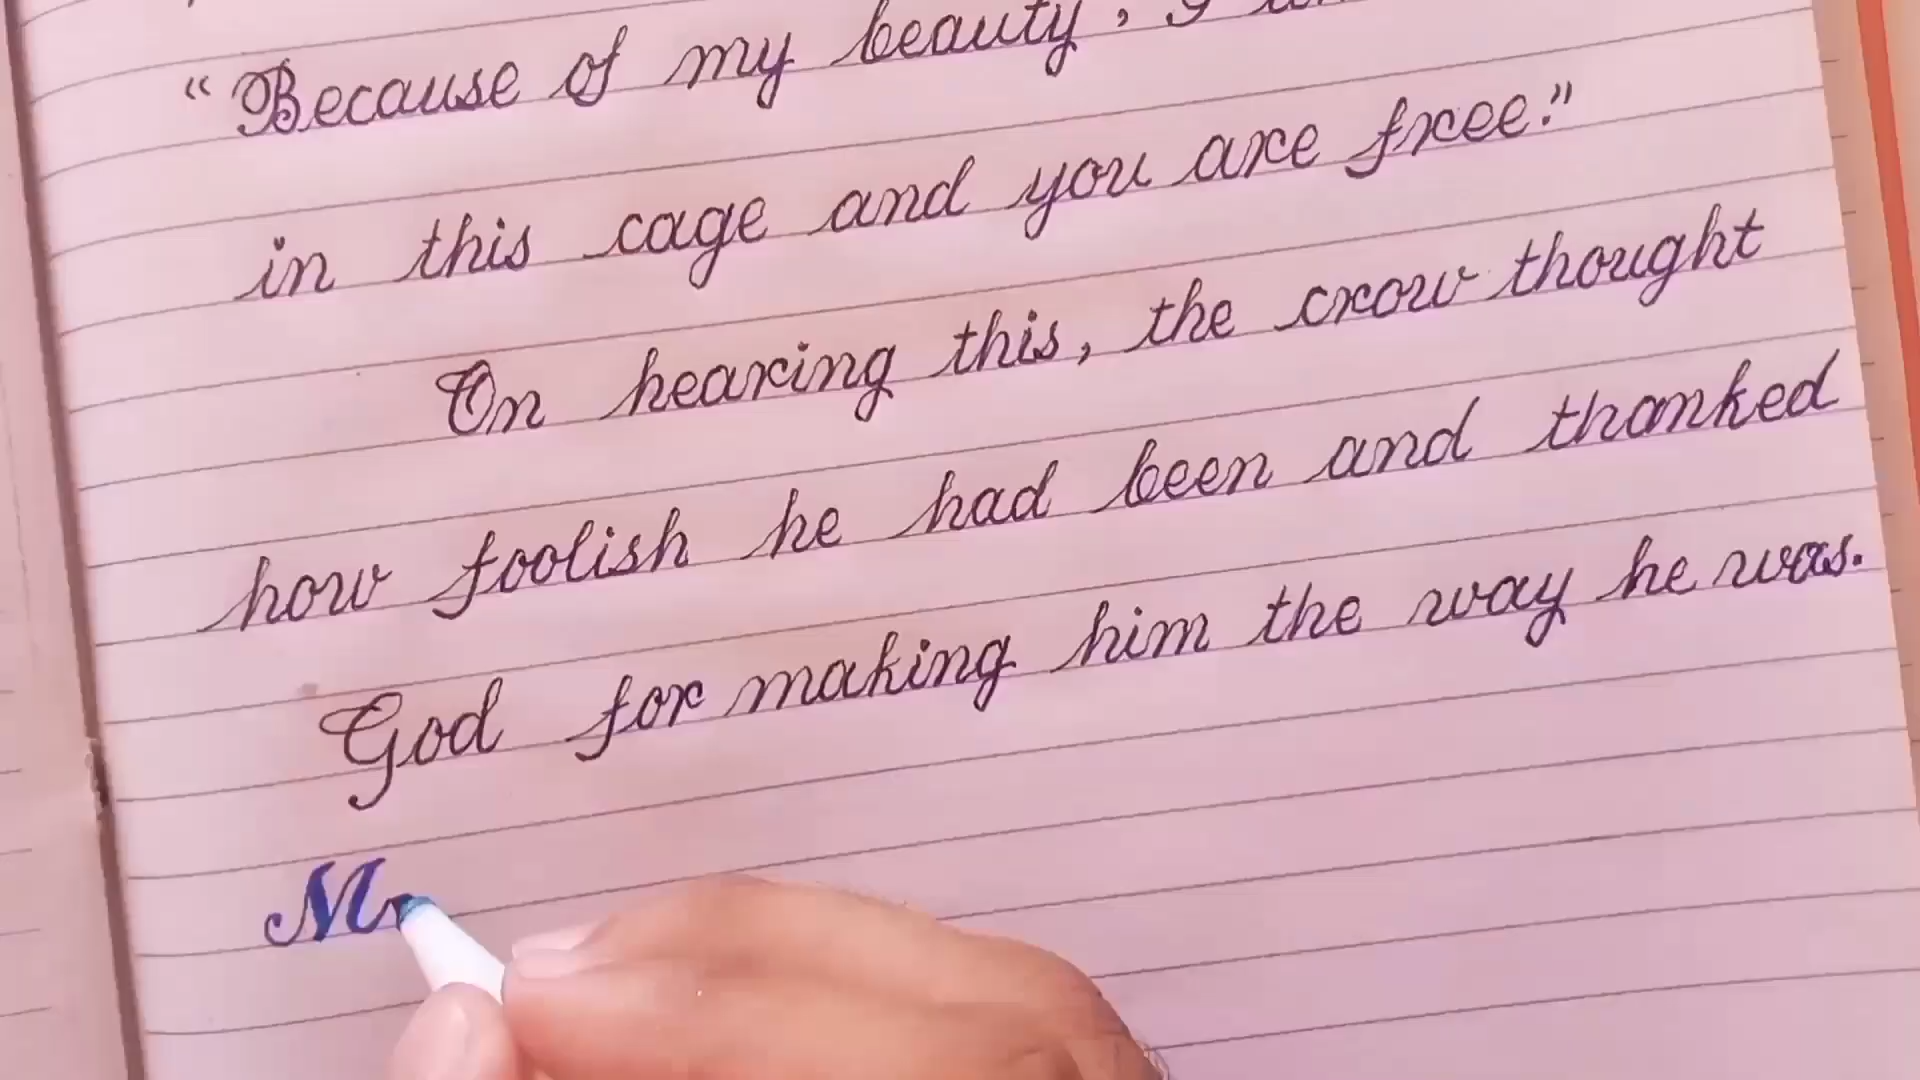 “Because of my beauty, I
in this cage and you are free.”
On hearing this, the crow thought
how foolish he had been and thanked
God for making him the way he was.
M